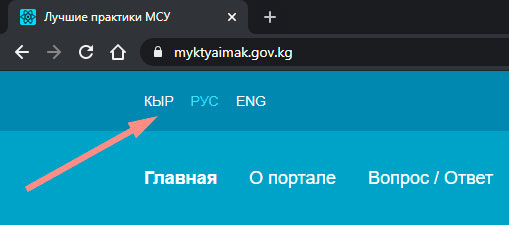 Лучшие практики МСУ
myktyaimak.gov.kg
КЫР РУС ENG
Главная О портале Вопрос / Ответ